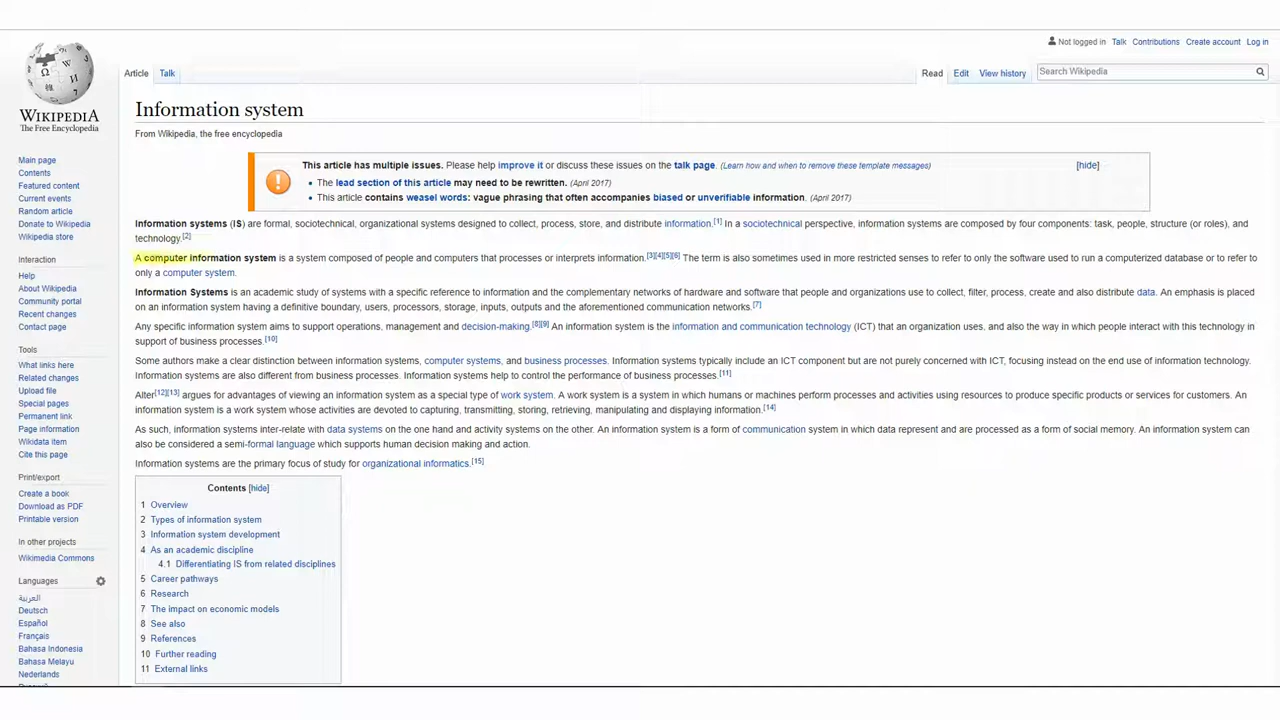 Not logged in Talk Contributions Create account Log in
Article Talk
Read Edit View history Search Wikipedia
WIKIPEDIA
The Free Encyclopedia
Main page
Contents
Featured content
Current events
Random article
Donate to Wikipedia
Wikipedia store
Interaction
Help
About Wikipedia
Community portal
Recent changes
Contact page
Tools
What links here
Related changes
Upload file
Special pages
Permanent link
Page information
Wikidata item
Cite this page
Print/export
Create a book
Download as PDF
Printable version
In other projects
Wikimedia Commons
Languages
العربية
Deutsch
Español
Français
Bahasa Indonesia
Bahasa Melayu
Nederlands
Information system
From Wikipedia, the free encyclopedia
This article has multiple issues. Please help improve it or discuss these issues on the talk page. (Learn how and when to remove these template messages) [hide]
• The lead section of this article may need to be rewritten. (April 2017)
• This article contains weasel words: vague phrasing that often accompanies biased or unverifiable information. (April 2017)
Information systems (IS) are formal, sociotechnical, organizational systems designed to collect, process, store, and distribute information.[1] In a sociotechnical perspective, information systems are composed by four components: task, people, structure (or roles), and
technology.[2]
A computer information system is a system composed of people and computers that processes or interprets information.[3][4][5][6] The term is also sometimes used in more restricted senses to refer to only the software used to run a computerized database or to refer to
only a computer system.
Information Systems is an academic study of systems with a specific reference to information and the complementary networks of hardware and software that people and organizations use to collect, filter, process, create and also distribute data. An emphasis is placed
on an information system having a definitive boundary, users, processors, storage, inputs, outputs and the aforementioned communication networks.[7]
Any specific information system aims to support operations, management and decision-making.[8][9] An information system is the information and communication technology (ICT) that an organization uses, and also the way in which people interact with this technology in
support of business processes.[10]
Some authors make a clear distinction between information systems, computer systems, and business processes. Information systems typically include an ICT component but are not purely concerned with ICT, focusing instead on the end use of information technology.
Information systems are also different from business processes. Information systems help to control the performance of business processes.[11]
Alter[12][13] argues for advantages of viewing an information system as a special type of work system. A work system is a system in which humans or machines perform processes and activities using resources to produce specific products or services for customers. An
information system is a work system whose activities are devoted to capturing, transmitting, storing, retrieving, manipulating and displaying information.[14]
As such, information systems inter-relate with data systems on the one hand and activity systems on the other. An information system is a form of communication system in which data represent and are processed as a form of social memory. An information system can
also be considered a semi-formal language which supports human decision making and action.
Information systems are the primary focus of study for organizational informatics.[15]
Contents [hide]
1 Overview
2 Types of information system
3 Information system development
4 As an academic discipline
4.1 Differentiating IS from related disciplines
5 Career pathways
6 Research
7 The impact on economic models
8 See also
9 References
10 Further reading
11 External links